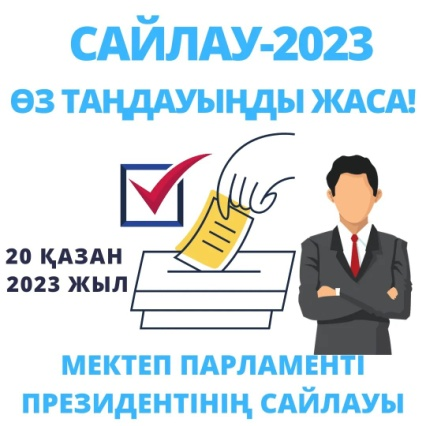 САЙЛАУ-2023
ӨЗ ТАҢДАУЫҢДЫ ЖАСА!
20 ҚАЗАН
2023 ЖЫЛ
МЕКТЕП ПАРЛАМЕНТІ
ПРЕЗИДЕНТІНІҢ САЙЛАУЫ